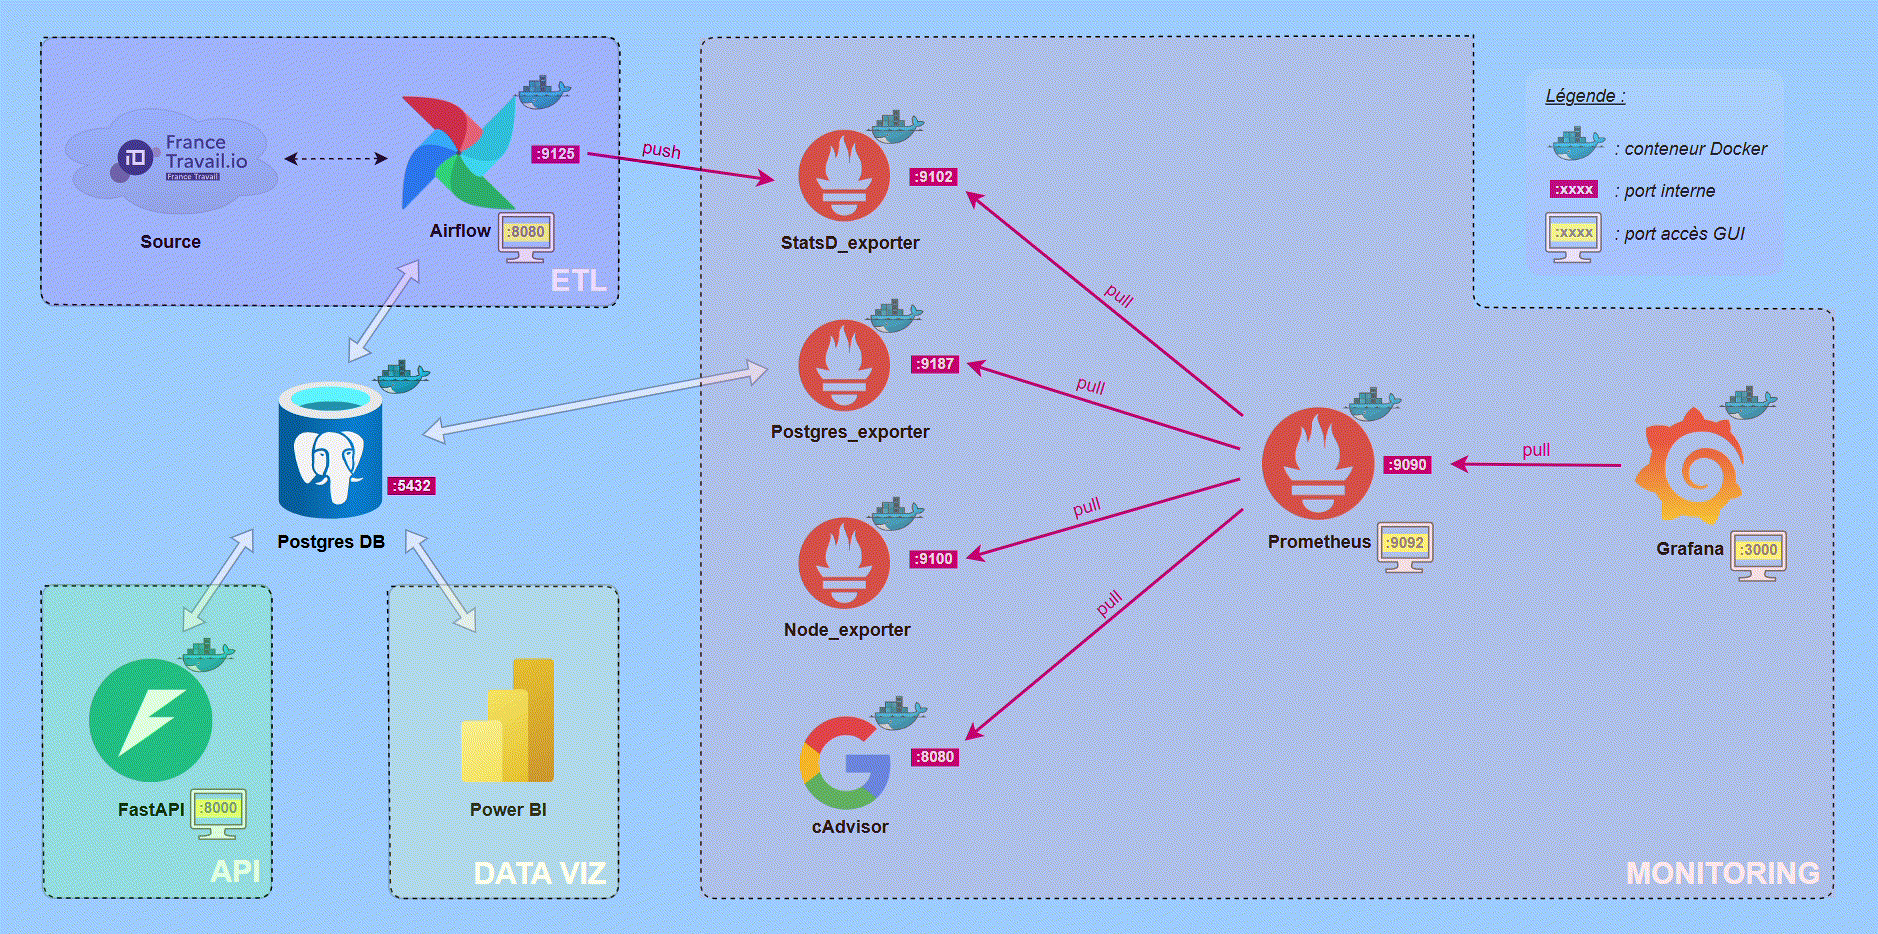 France
Travail.io
France Travail
Source
Airflow
:8080
:9125
ETL
push
:9102
StatsD_exporter
pull
Légende :
: conteneur Docker
:xxxx
: port interne
:xxxx
: port accès GUI
:5432
Postgres DB
:9187
Postgres_exporter
pull
:9100
Node_exporter
pull
:8080
cAdvisor
pull
:9090
Prometheus
:9092
pull
Grafana
:3000
FastAPI
:8000
API
Power BI
DATA VIZ
MONITORING